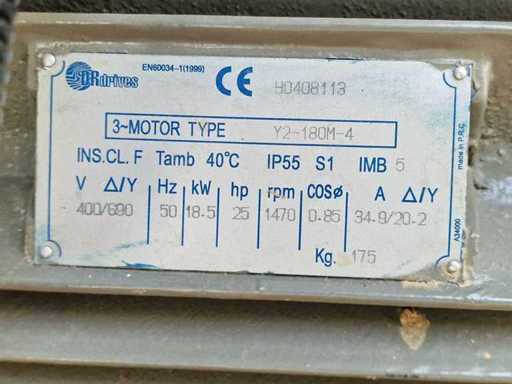 SPRdrives
EN60034-1(1999)
CE
H0408113
3~MOTOR TYPE Y2-180M-4
INS.CL. F Tamb 40°C IP55 S1 IMB 5
V Δ/Y Hz kW hp rpm COSø A Δ/Y
400/690 50 18.5 25 1470 0.85 34.9/20.2
Kg. 175
made in P.R.C.
A34000